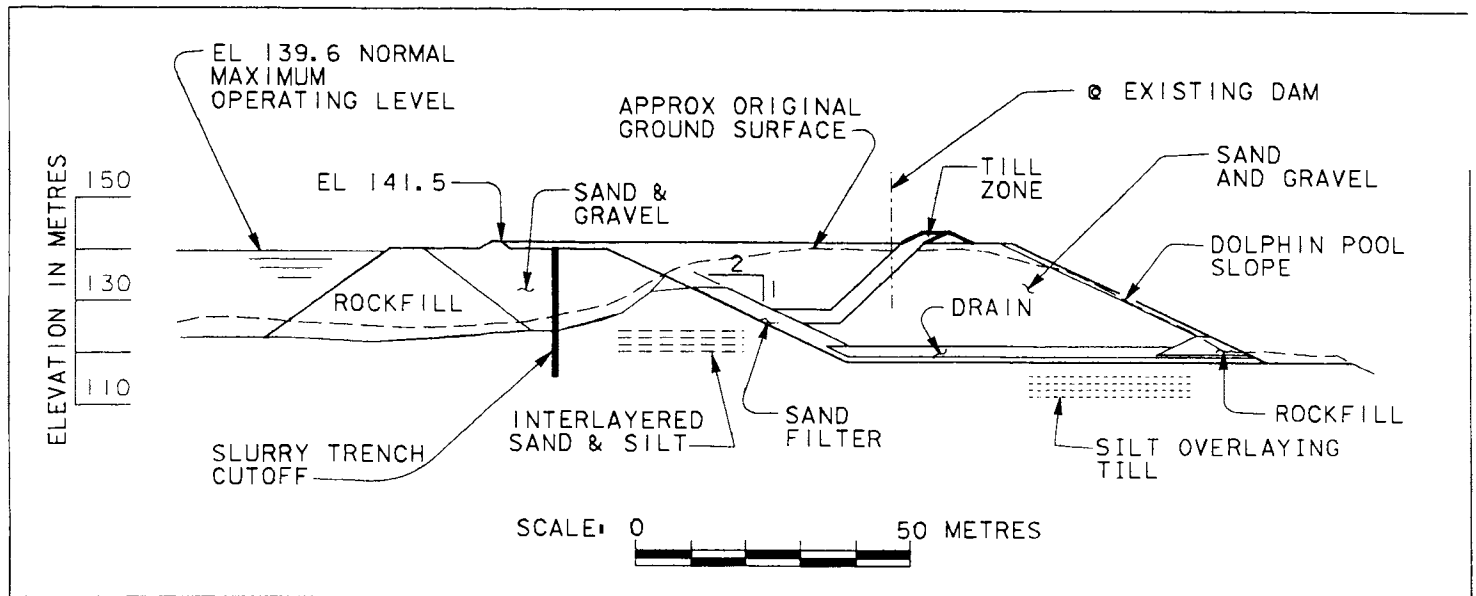 EL 139.6 NORMAL
MAXIMUM
OPERATING LEVEL
APPROX ORIGINAL
GROUND SURFACE
@ EXISTING DAM
TILL
ZONE
SAND
AND GRAVEL
EL 141.5
SAND &
GRAVEL
DOLPHIN POOL
SLOPE
ELEVATION IN METRES
150
130
110
ROCKFILL
2
1
DRAIN
INTERLAYERED
SAND & SILT
SAND
FILTER
ROCKFILL
SLURRY TRENCH
CUTOFF
SILT OVERLAYING
TILL
SCALE: 0 50 METRES